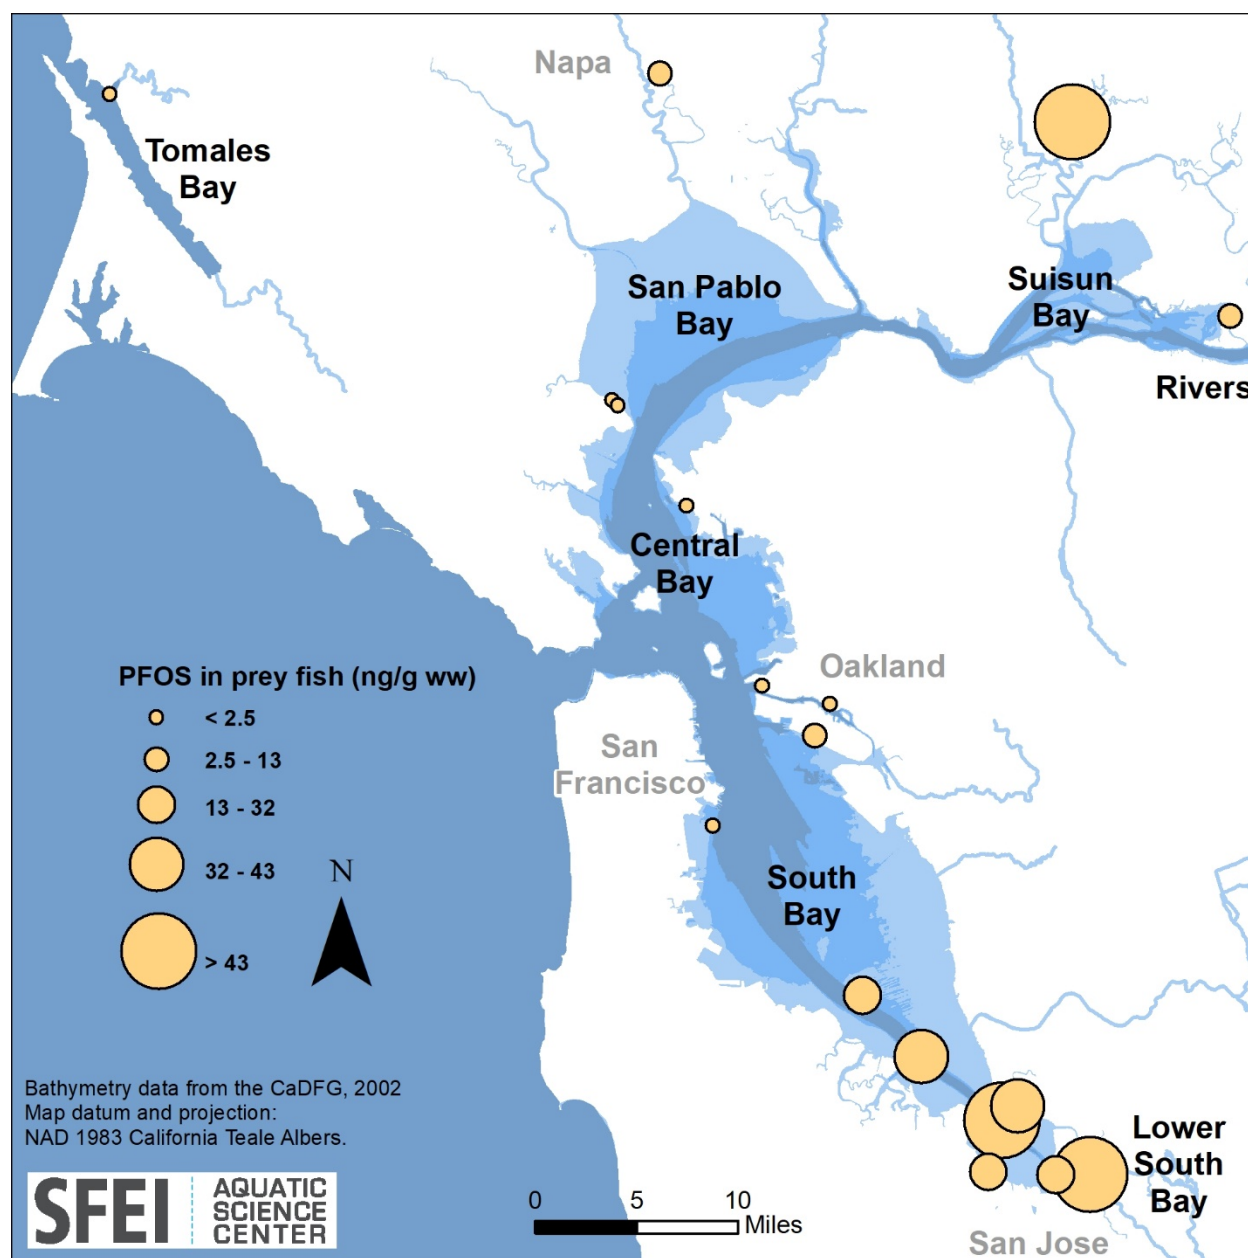 Napa
Tomales
Bay
San Pablo
Bay
Suisun
Bay
Rivers
Central
Bay
PFOS in prey fish (ng/g ww)
< 2.5
2.5 - 13
13 - 32
32 - 43
> 43
N
Oakland
San
Francisco
South
Bay
Bathymetry data from the CaDFG, 2002
Map datum and projection:
NAD 1983 California Teale Albers.
SFEI
AQUATIC
SCIENCE
CENTER
0 5 10
Miles
Lower
South
Bay
San Jose